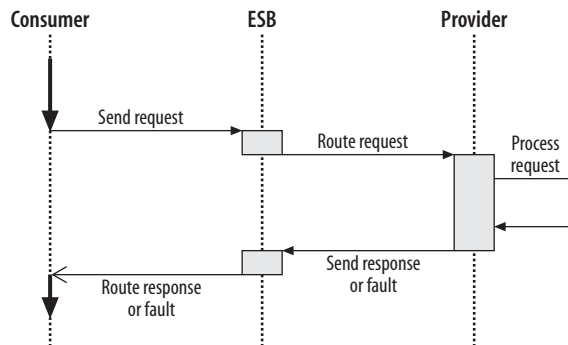 Consumer
ESB
Provider
Send request
Route request
Process
request
Send response
or fault
Route response
or fault